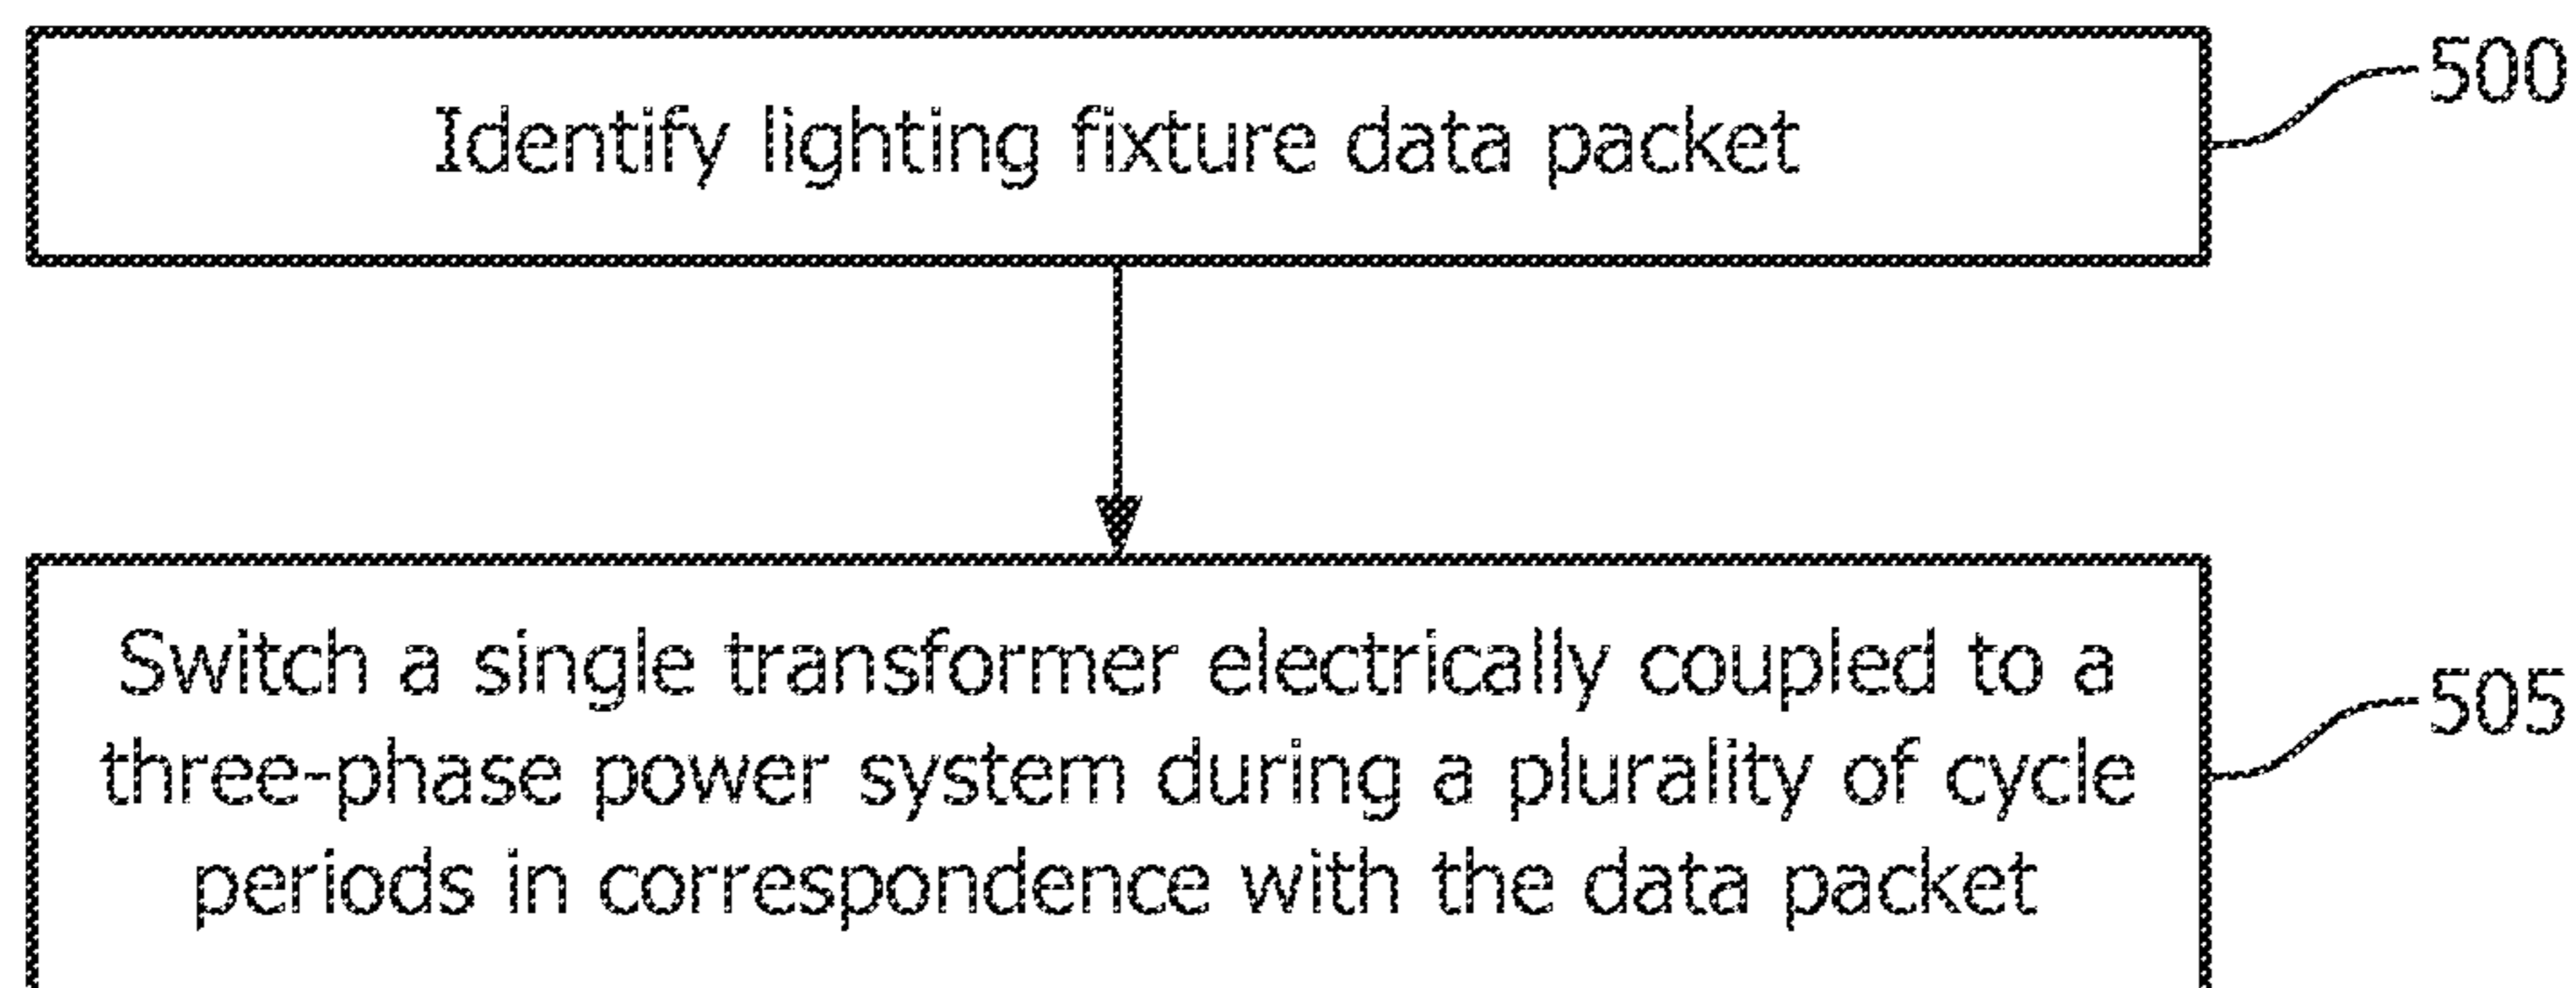 Identify lighting fixture data packet
500
Switch a single transformer electrically coupled to a
three-phase power system during a plurality of cycle
periods in correspondence with the data packet
505